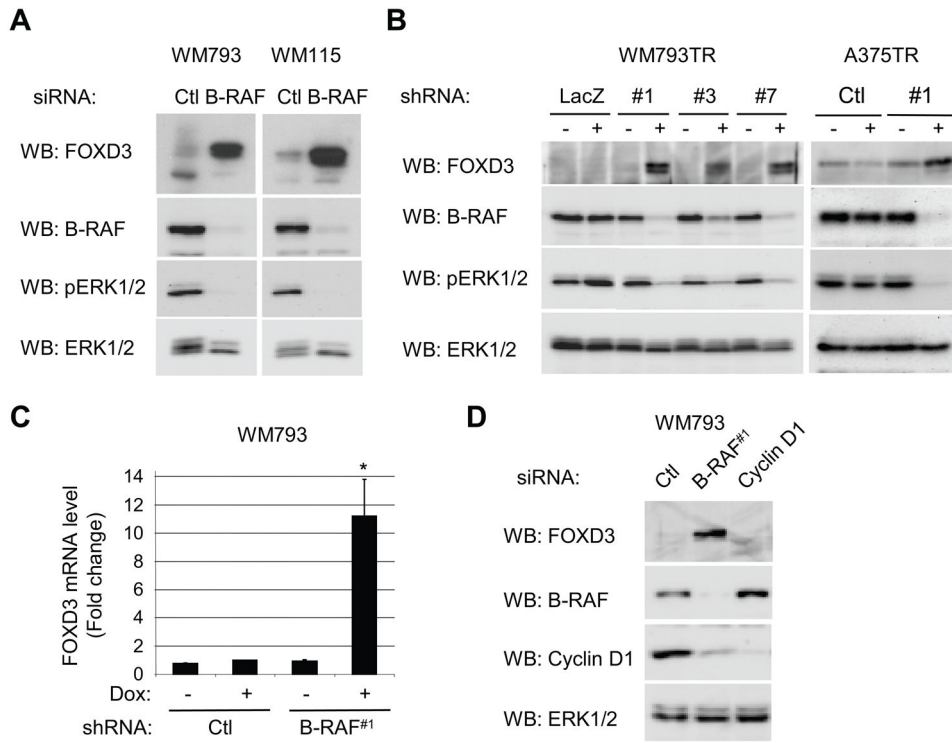 A
WM793 WM115
siRNA: Ctl B-RAF Ctl B-RAF
WB: FOXD3
WB: B-RAF
WB: pERK1/2
WB: ERK1/2
B
WM793TR A375TR
shRNA: LacZ #1 #3 #7 Ctl #1
- + - + - + - + - + - +
WB: FOXD3
WB: B-RAF
WB: pERK1/2
WB: ERK1/2
C
WM793
FOXD3 mRNA level
(Fold change)
14
12
10
8
6
4
2
0
*
Dox: - + - +
shRNA: Ctl B-RAF#1
D
WM793
siRNA: Ctl B-RAF#1 Cyclin D1
WB: FOXD3
WB: B-RAF
WB: Cyclin D1
WB: ERK1/2